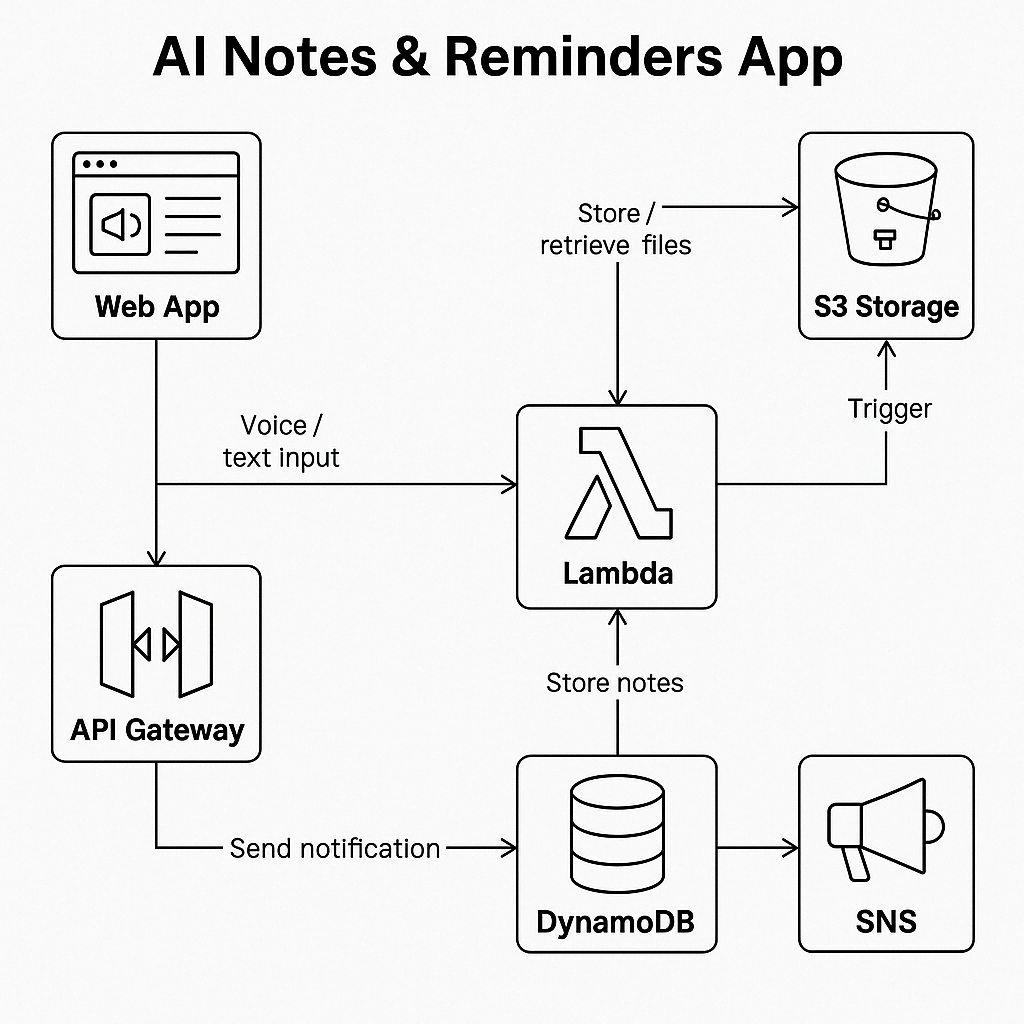 AI Notes & Reminders App
Web App
Store /
retrieve files
S3 Storage
Voice /
text input
Trigger
Lambda
API Gateway
Store notes
Send notification
DynamoDB
SNS